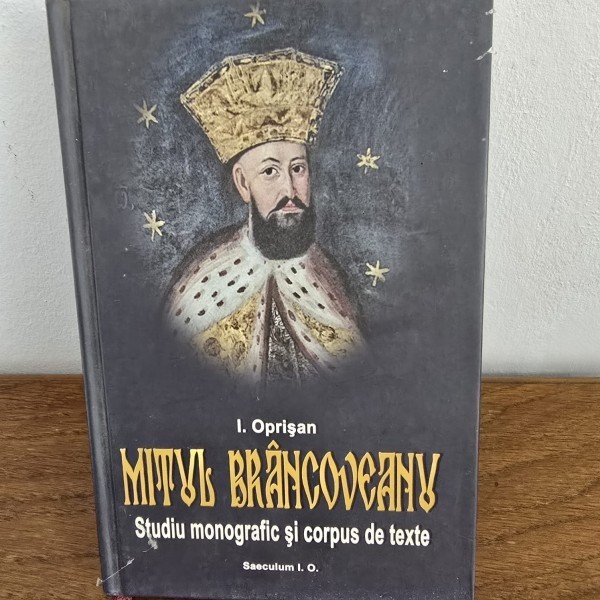 I. Oprişan
MITUL BRÂNCOVEANU
Studiu monografic şi corpus de texte
Saeculum I. O.